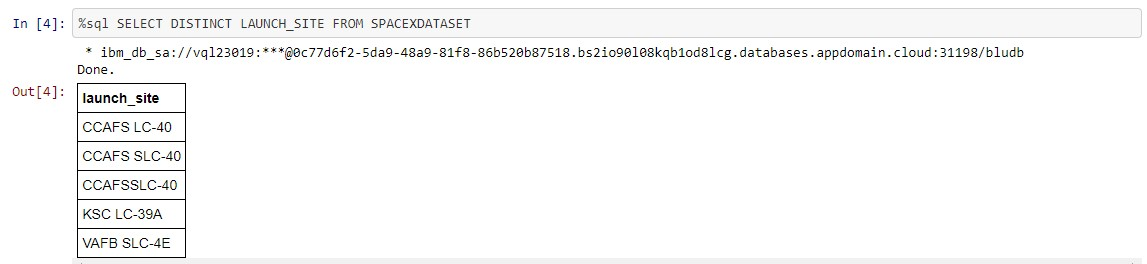 In [4]: %sql SELECT DISTINCT LAUNCH_SITE FROM SPACEXDATASET
* ibm_db_sa://vql23019:***@0c77d6f2-5da9-48a9-81f8-86b520b87518.bs2io90l08kqb1od8lcg.databases.appdomain.cloud:31198/bludb
Done.
Out[4]: launch_site
CCAFS LC-40
CCAFS SLC-40
CCAFSSLC-40
KSC LC-39A
VAFB SLC-4E